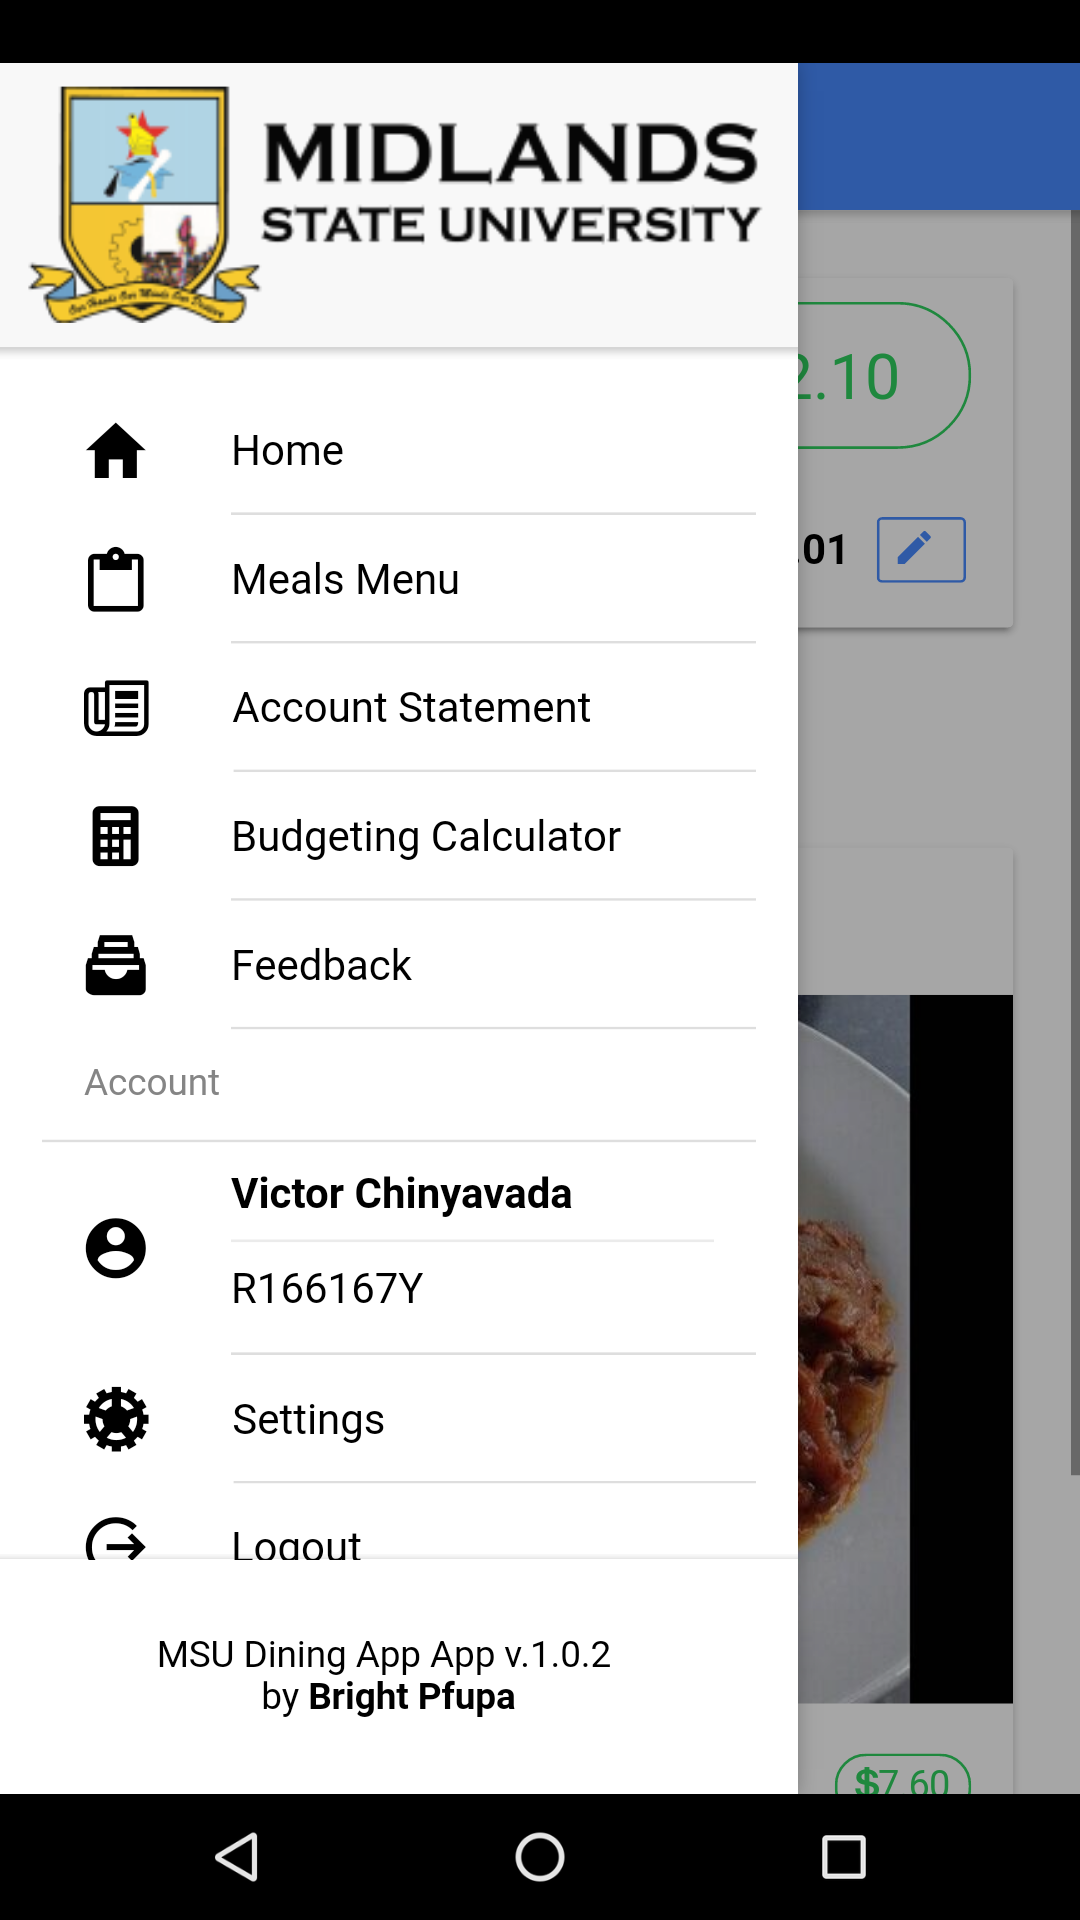 MIDLANDS
STATE UNIVERSITY
Our Hands Our Minds Our Destiny
2.10
Home
.01
Meals Menu
Account Statement
Budgeting Calculator
Feedback
Account
Victor Chinyavada
R166167Y
Settings
Logout
MSU Dining App App v.1.0.2
by Bright Pfupa
$7.60